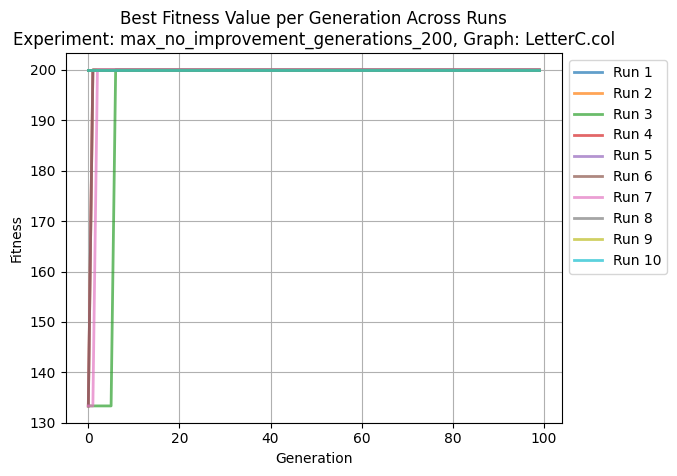 Best Fitness Value per Generation Across Runs
Experiment: max_no_improvement_generations_200, Graph: LetterC.col
200
190
180
170
160
150
140
130
Fitness
0
20
40
60
80
100
Generation
Run 1
Run 2
Run 3
Run 4
Run 5
Run 6
Run 7
Run 8
Run 9
Run 10